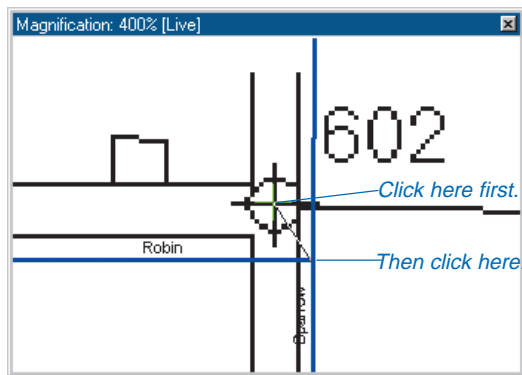 Magnification: 400% [Live]
602
Click here first.
Robin
Then click here
Sparrow